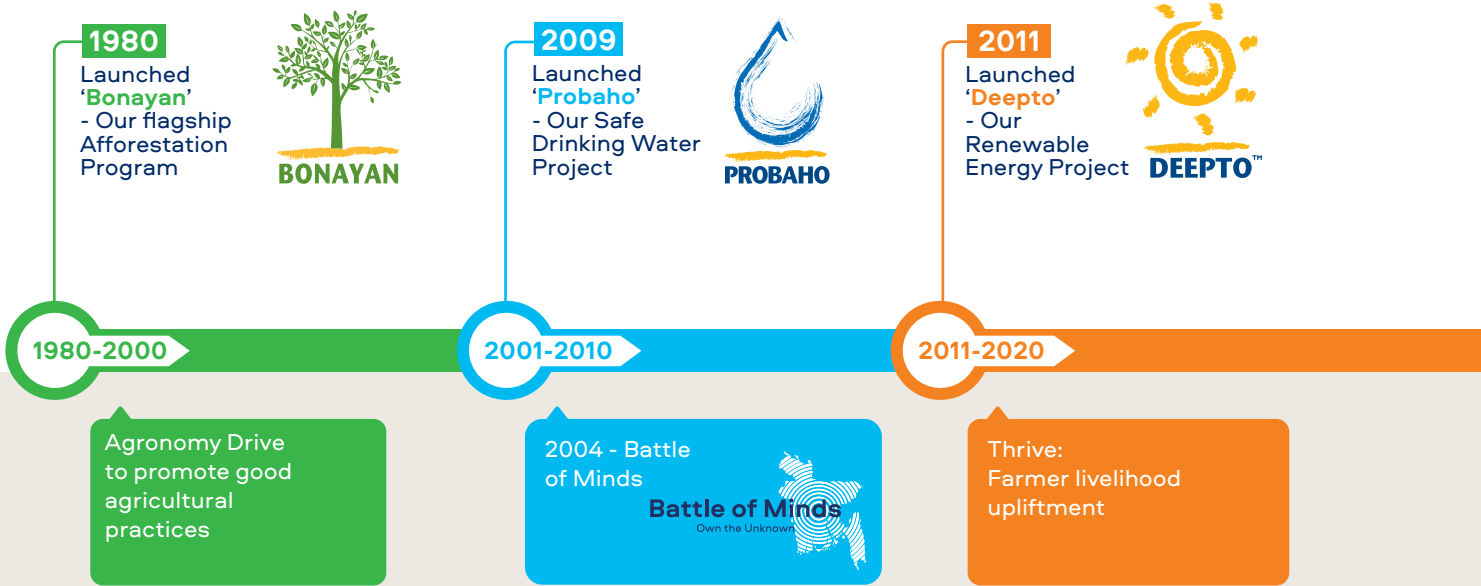 1980
Launched
‘Bonayan’
- Our flagship
Afforestation
Program
BONAYAN
2009
Launched
‘Probaho’
- Our Safe
Drinking Water
Project
PROBAHO
2011
Launched
‘Deepto’
- Our
Renewable
Energy Project
DEEPTO™
1980-2000
2001-2010
2011-2020
Agronomy Drive
to promote good
agricultural
practices
2004 - Battle
of Minds
Battle of Minds
Own the Unknown
Thrive:
Farmer livelihood
upliftment